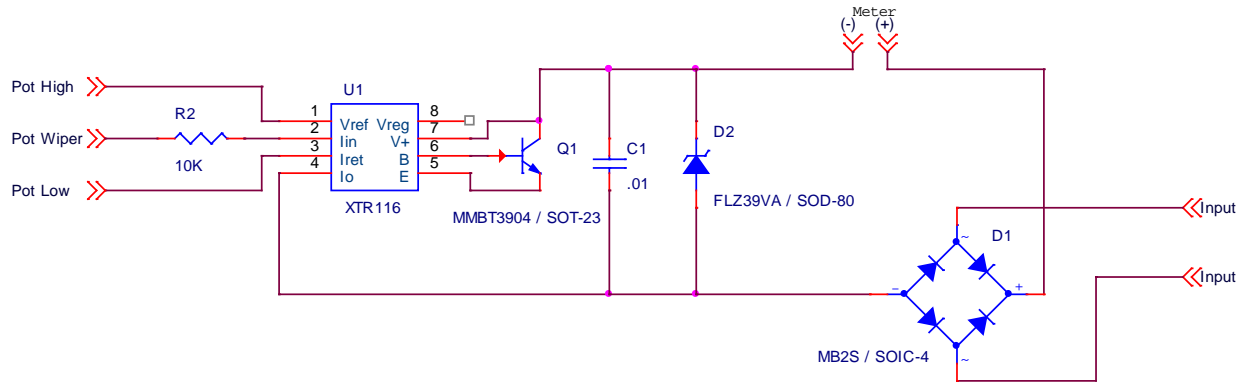 Meter
(-) (+)
Pot High
U1
R2
1 Vref Vreg 8
Pot Wiper
2 Iin V+ 7
D2
3 Iret B 6
Q1
C1
10K
4 Io E 5
.01
Pot Low
XTR116
MMBT3904 / SOT-23
FLZ39VA / SOD-80
Input
~
D1
Input
- +
MB2S / SOIC-4
~